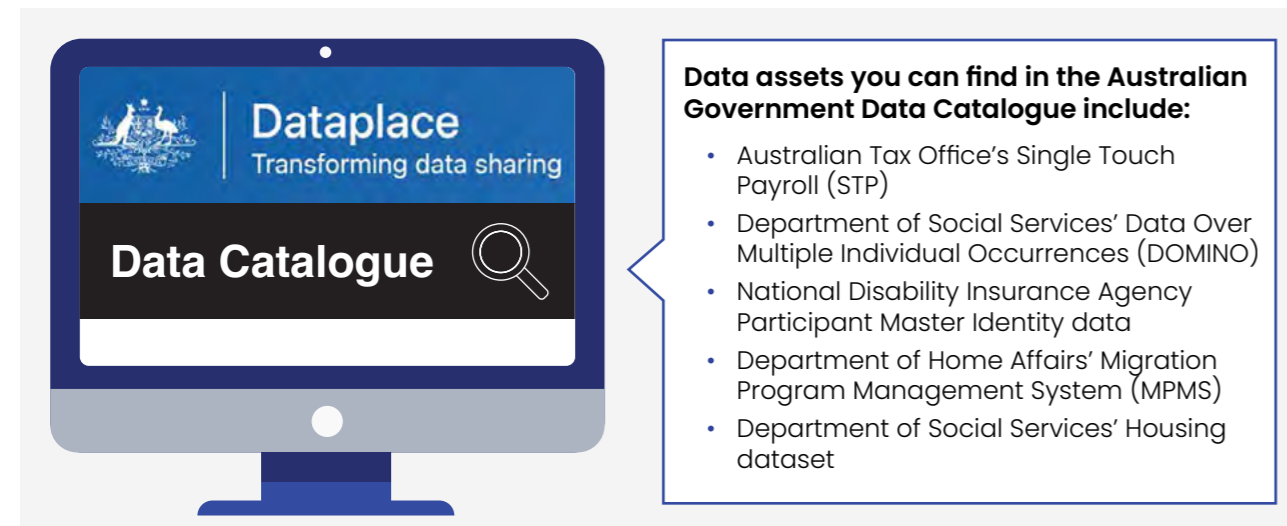 Dataplace
Transforming data sharing
Data Catalogue
Data assets you can find in the Australian
Government Data Catalogue include:
• Australian Tax Office’s Single Touch
Payroll (STP)
• Department of Social Services’ Data Over
Multiple Individual Occurrences (DOMINO)
• National Disability Insurance Agency
Participant Master Identity data
• Department of Home Affairs’ Migration
Program Management System (MPMS)
• Department of Social Services’ Housing
dataset